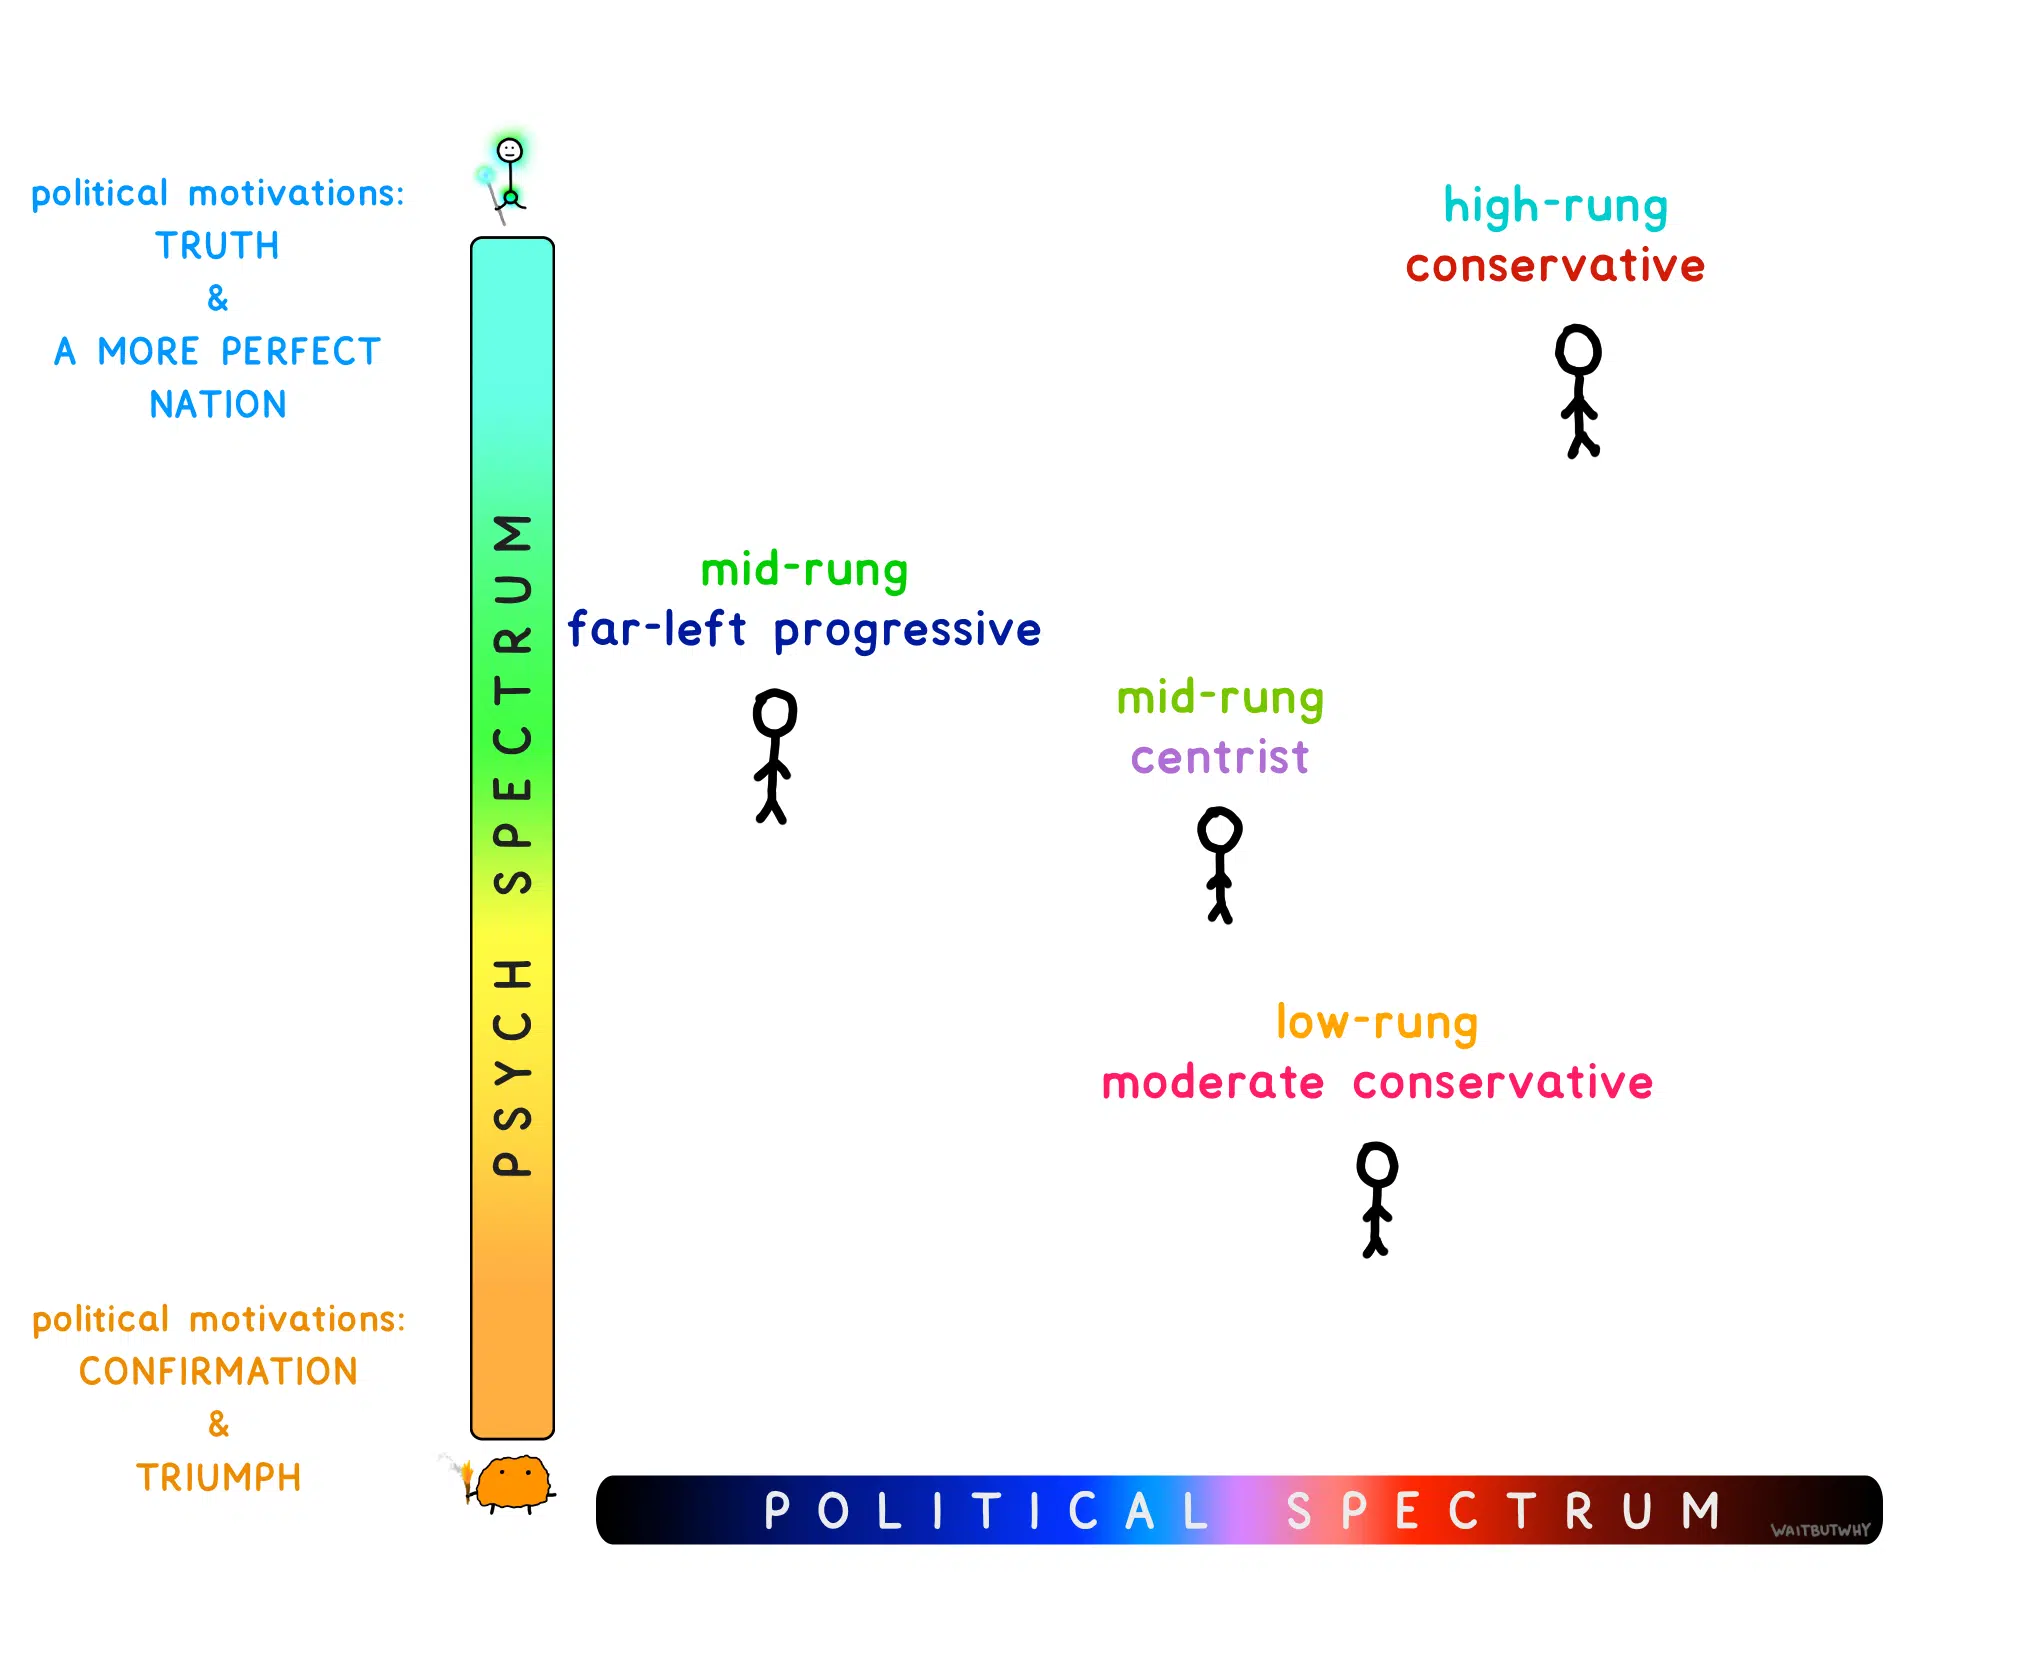 political motivations:
TRUTH
&
A MORE PERFECT
NATION
high-rung
conservative
mid-rung
far-left progressive
mid-rung
centrist
low-rung
moderate conservative
PSYCH SPECTRUM
political motivations:
CONFIRMATION
&
TRIUMPH
POLITICAL SPECTRUM
WAITBUTWHY